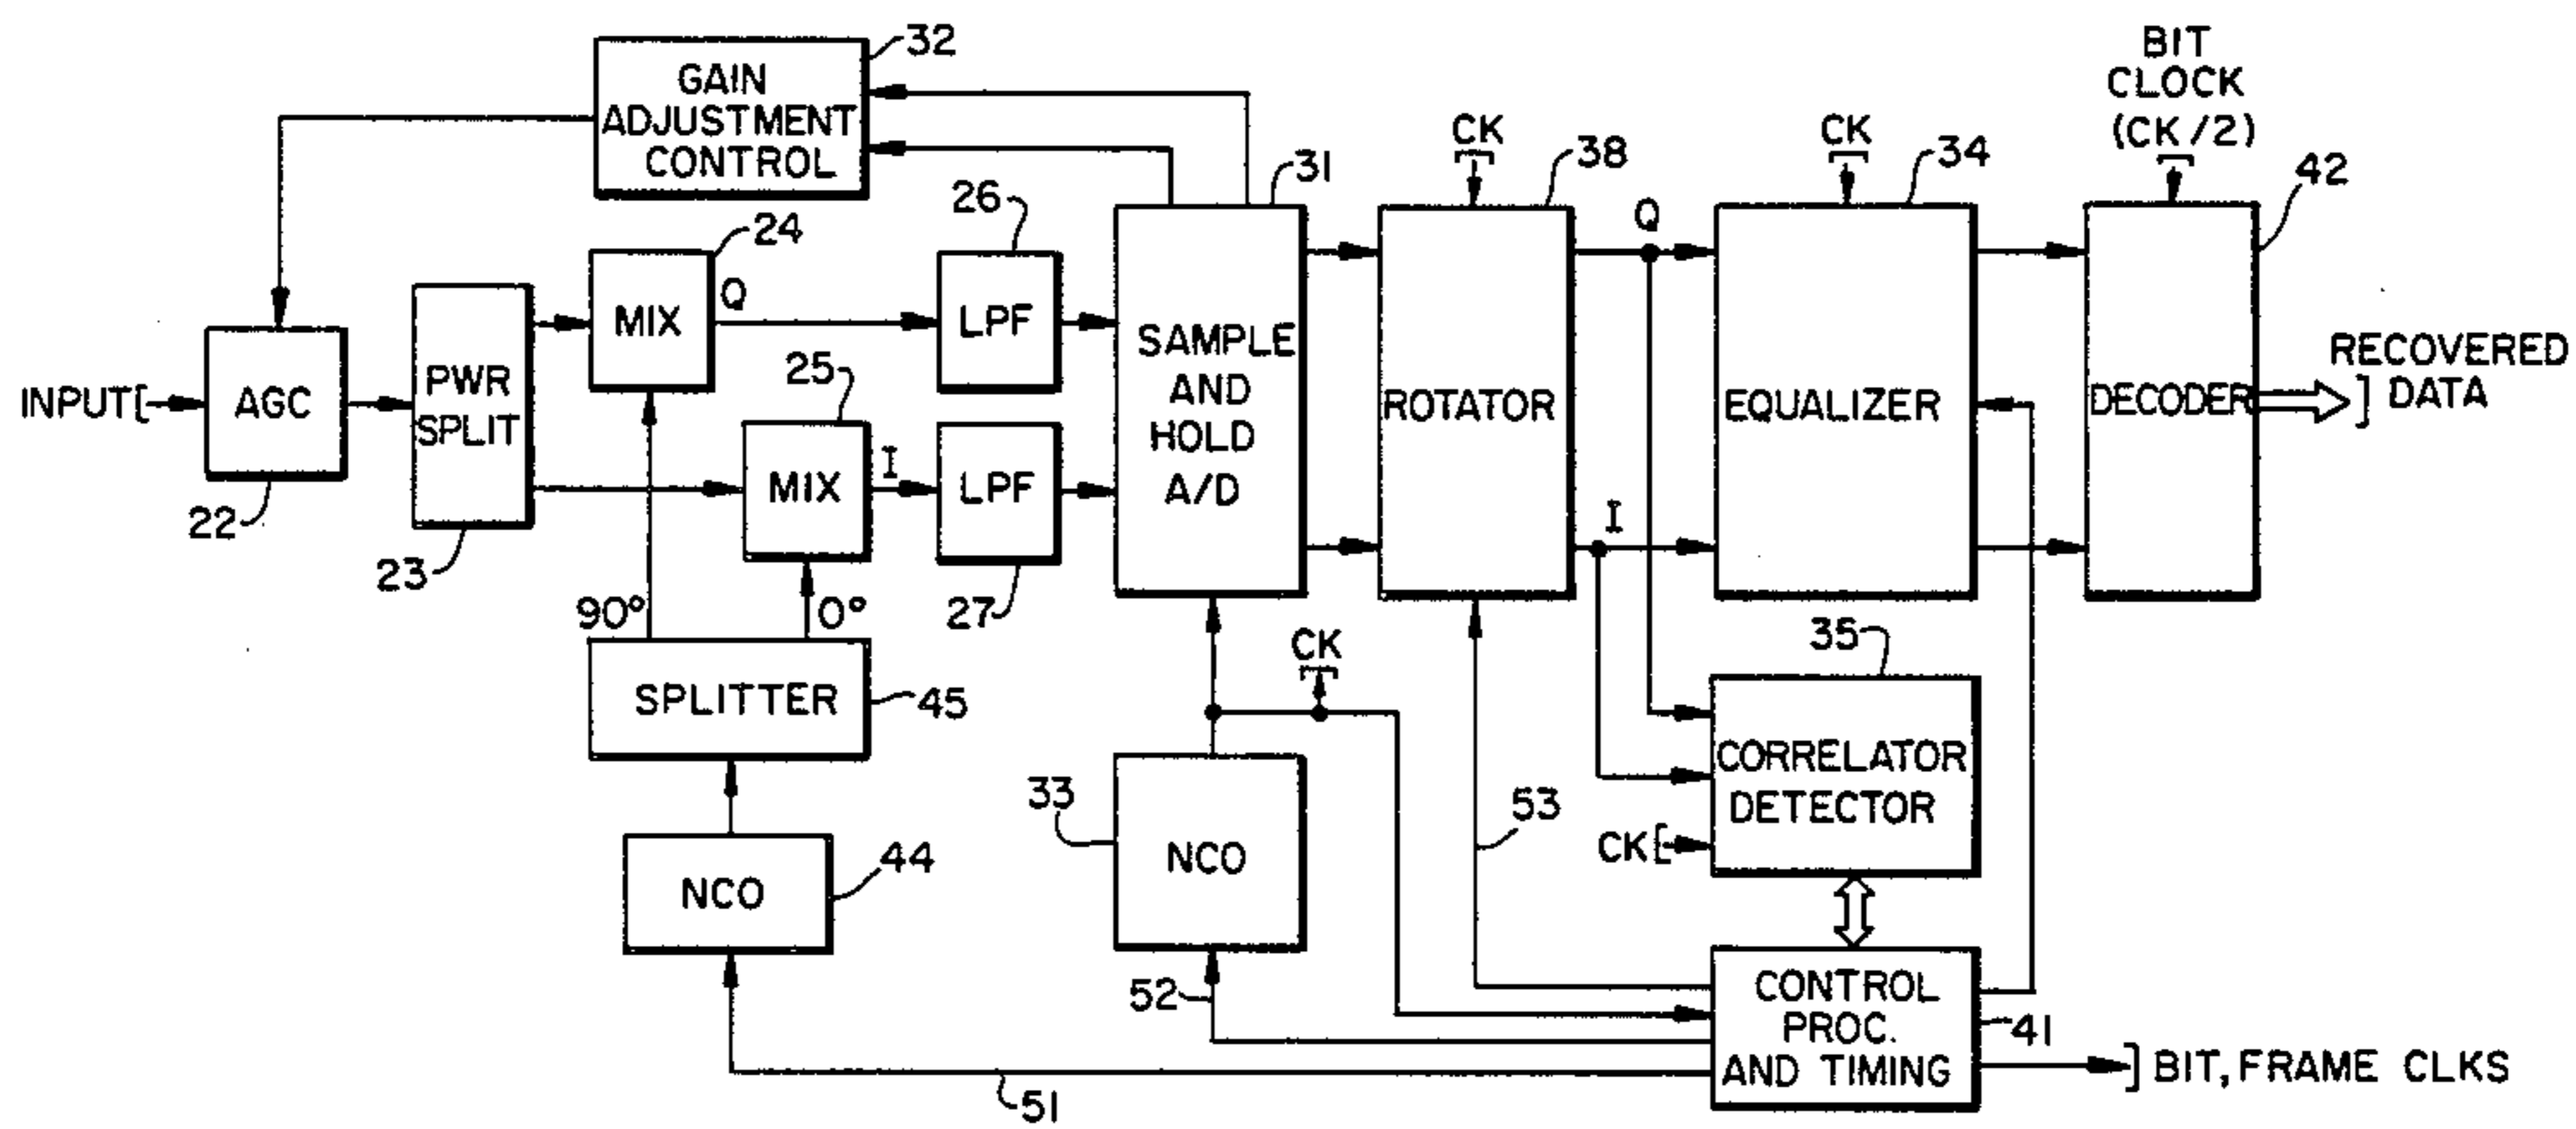 32
GAIN
ADJUSTMENT
CONTROL
BIT
CLOCK
(CK/2)
CK
CK
31
38
34
42
26
24
Q
MIX
LPF
25
Q
INPUT
AGC
PWR
SPLIT
SAMPLE
AND
HOLD
A/D
ROTATOR
EQUALIZER
DECODER
RECOVERED
DATA
MIX
I
LPF
22
23
I
27
90°
0°
SPLITTER
45
CK
35
CORRELATOR
DETECTOR
CK
33
NCO
53
NCO
44
52
CONTROL
PROC.
AND TIMING
41
BIT, FRAME CLKS
51